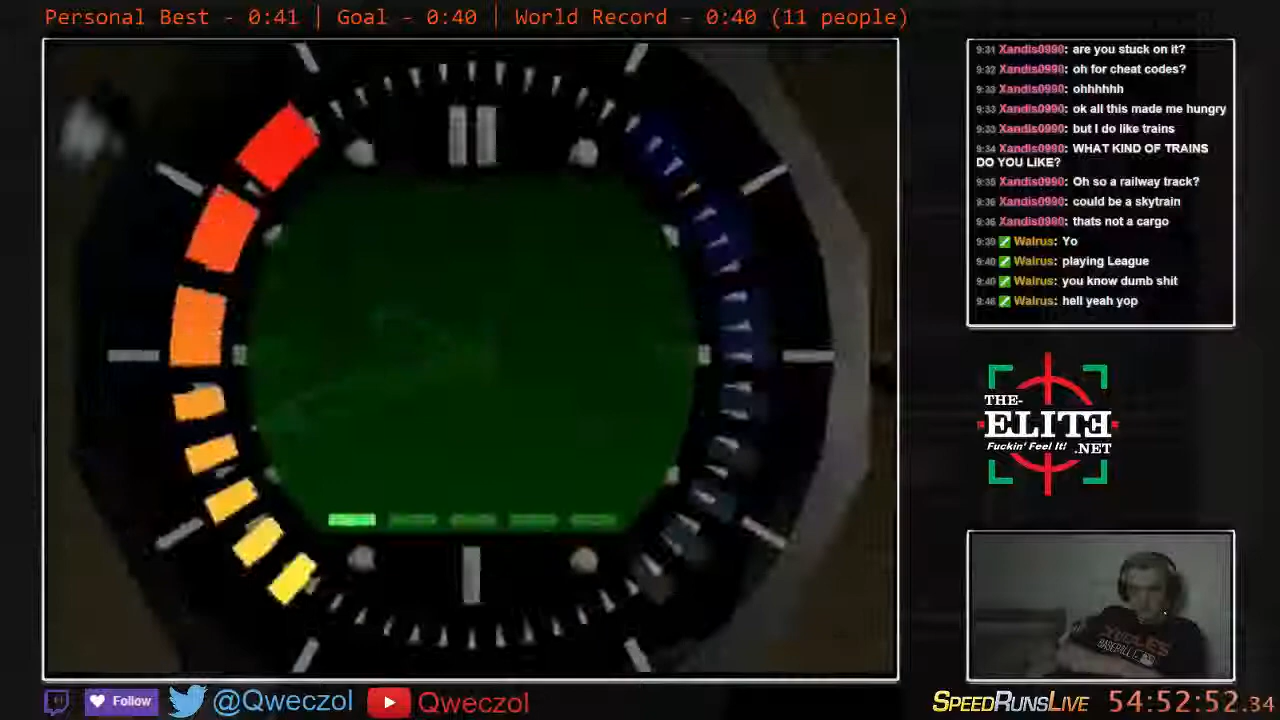 Personal Best - 0:41 | Goal - 0:40 | World Record - 0:40 (11 people)
9:31 Xandis0990: are you stuck on it?
9:32 Xandis0990: oh for cheat codes?
9:33 Xandis0990: ohhhhhh
9:33 Xandis0990: ok all this made me hungry
9:33 Xandis0990: but I do like trains
9:34 Xandis0990: WHAT KIND OF TRAINS
DO YOU LIKE?
9:35 Xandis0990: Oh so a railway track?
9:36 Xandis0990: could be a skytrain
9:36 Xandis0990: thats not a cargo
9:39 Walrus: Yo
9:40 Walrus: playing League
9:40 Walrus: you know dumb shit
9:46 Walrus: hell yeah yop
THE-
ELITE
Fuckin' Feel It! .NET
BASEBALL
Follow
@Qweczol
Qweczol
SPEEDRUNSLIVE
54:52:52.34